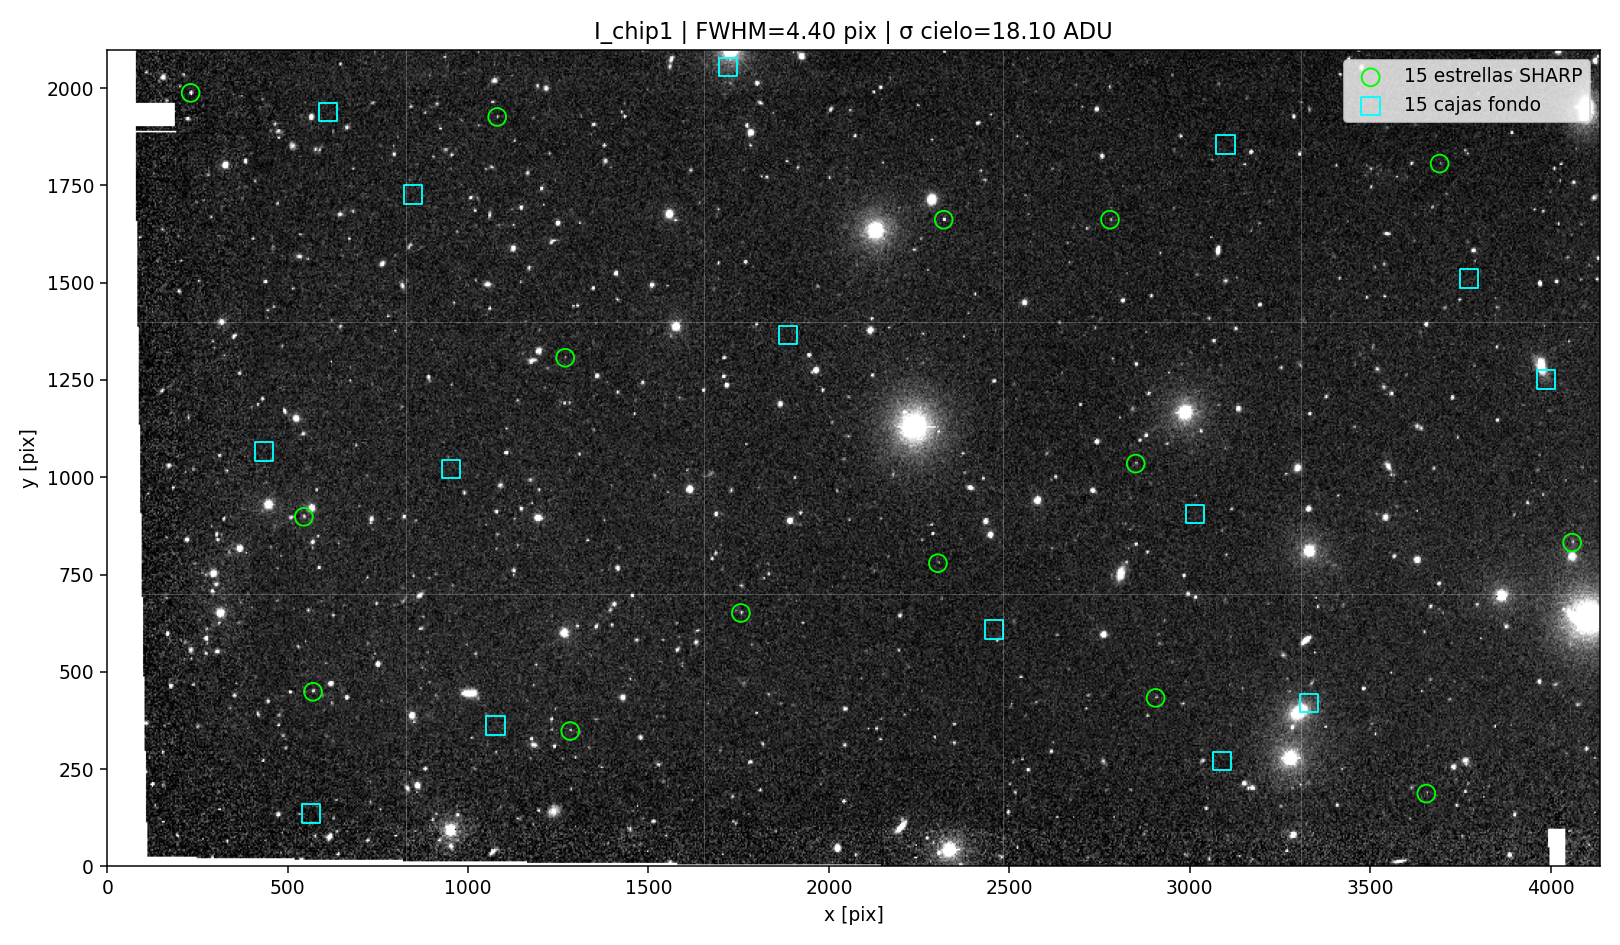 I_chip1 | FWHM=4.40 pix | σ cielo=18.10 ADU
15 estrellas SHARP
15 cajas fondo
2000
1750
1500
1250
1000
750
500
250
0
y [pix]
0 500 1000 1500 2000 2500 3000 3500 4000
x [pix]